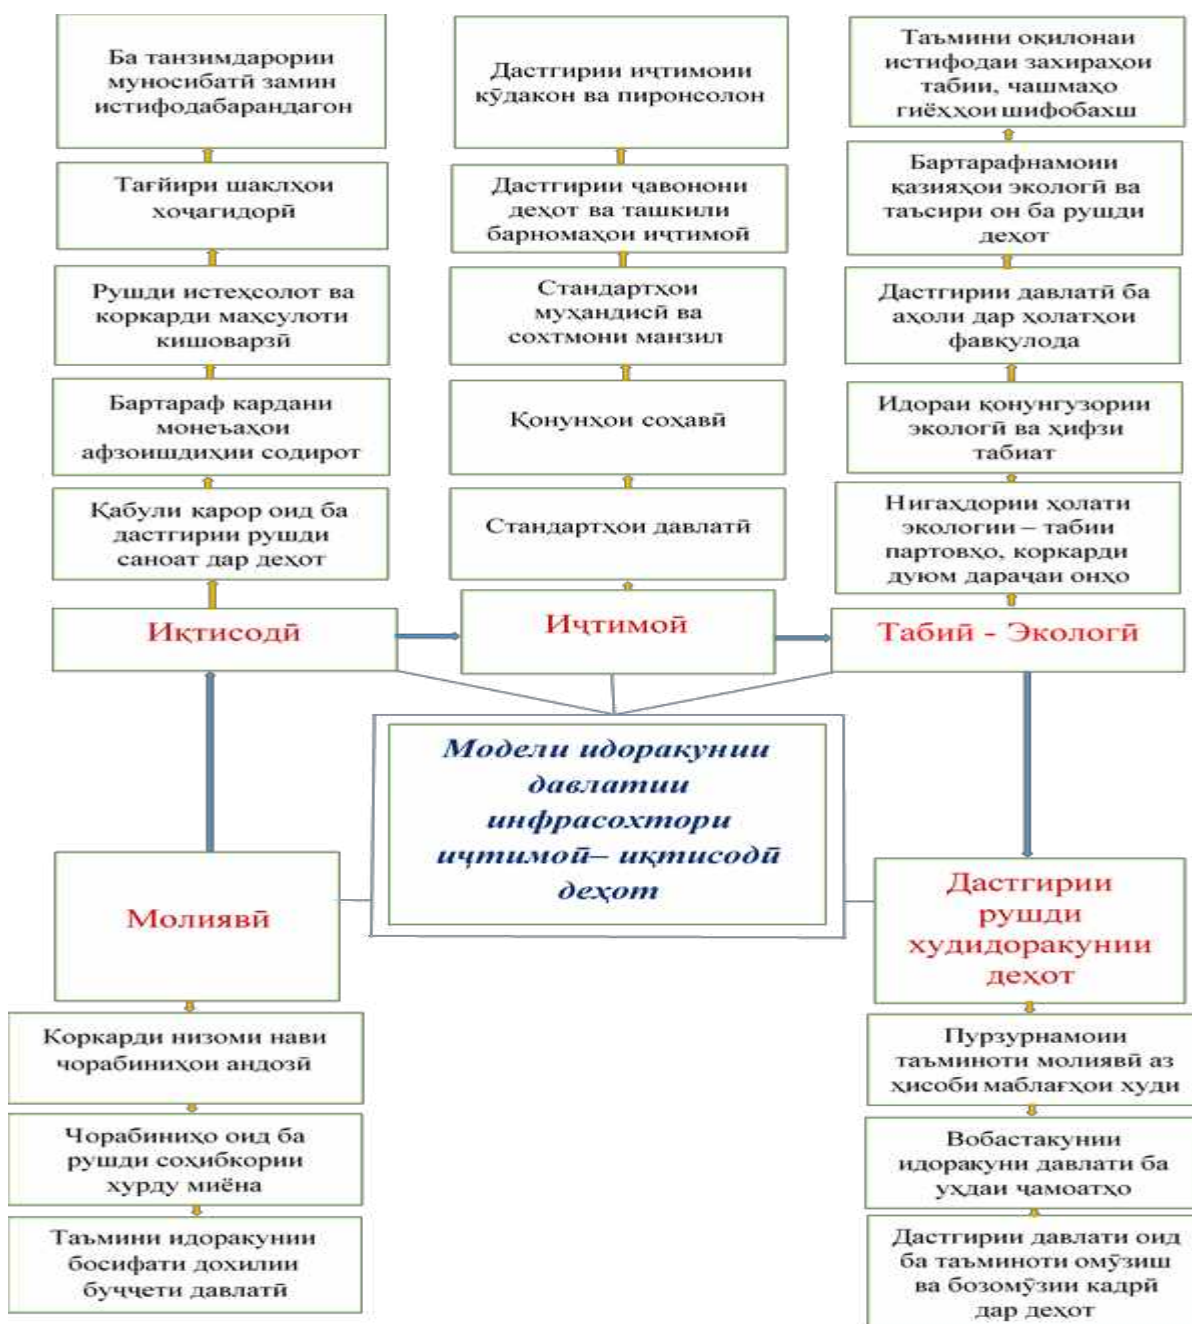 Ба танзимдарории
муносибатӣ замин
истифодабарандагон
Тағйири шаклҳои
хоҷагидорӣ
Рушди истеҳсолот ва
коркарди маҳсулоти
кишоварзӣ
Бартараф кардани
монеъаҳои
афзоишдиҳии содирот
Қабули қарор оид ба
дастгирии рушди
саноат дар деҳот
Иқтисодӣ
Дастгирии иҷтимоии
кӯдакон ва пиронсолон
Дастгирии ҷавонони
деҳот ва ташкили
барномаҳои иҷтимоӣ
Стандартҳои
муҳандисӣ ва
сохтмони манзил
Қонунҳои соҳавӣ
Стандартҳои давлатӣ
Иҷтимоӣ
Таъмини оқилонаи
истифодаи захираҳои
табии, чашмаҳо
гиёҳҳои шифобахш
Бартарафнамоии
қазияҳои экологӣ ва
таъсири он ба рушди
деҳот
Дастгирии давлатӣ ба
аҳоли дар ҳолатҳои
фавқулода
Идораи қонунгузории
экологӣ ва ҳифзи
табиат
Нигаҳдории ҳолати
экологии – табии
партовҳо, коркарди
дуюм дараҷаи онҳо
Табиӣ - Экологӣ
Модели идоракунии
давлатии
инфрасохтори
иҷтимоӣ– иқтисодӣ
деҳот
Молиявӣ
Коркарди низоми нави
чорабиниҳои андозӣ
Чорабиниҳо оид ба
рушди соҳибкории
хурду миёна
Таъмини идоракунии
босифати дохилии
буҷҷети давлатӣ
Дастгирии
рушди
худидоракунии
деҳот
Пурзурнамоии
таъминоти молиявӣ аз
ҳисоби маблағҳои худи
Вобастакунии
идоракуни давлати ба
уҳдаи ҷамоатҳо
Дастгирии давлати оид
ба таъминоти омӯзиш
ва бозомӯзии кадрӣ
дар деҳот